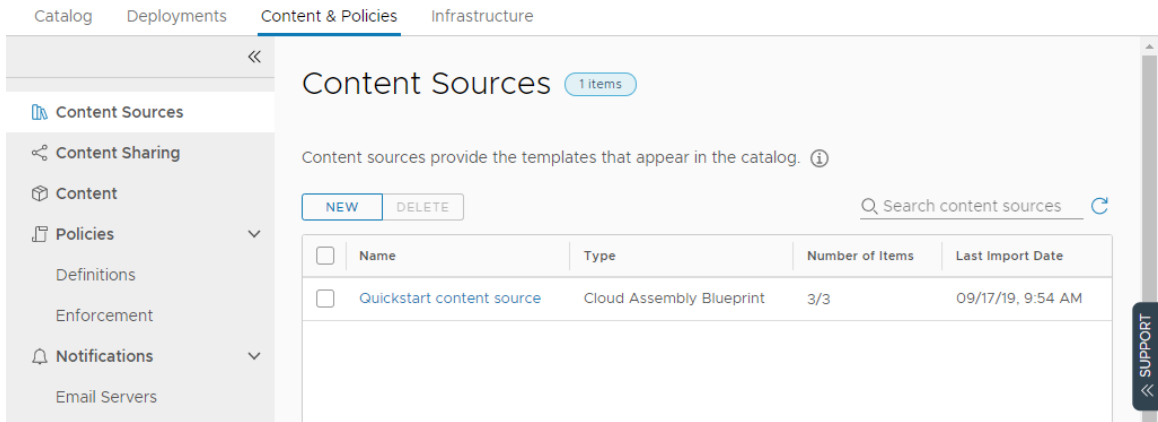 Catalog Deployments Content & Policies Infrastructure
Content Sources
Content Sharing
Content
Policies
Definitions
Enforcement
Notifications
Email Servers
Content Sources 1 items
Content sources provide the templates that appear in the catalog.
NEW DELETE Search content sources
Name Type Number of Items Last Import Date
Quickstart content source Cloud Assembly Blueprint 3/3 09/17/19, 9:54 AM
SUPPORT